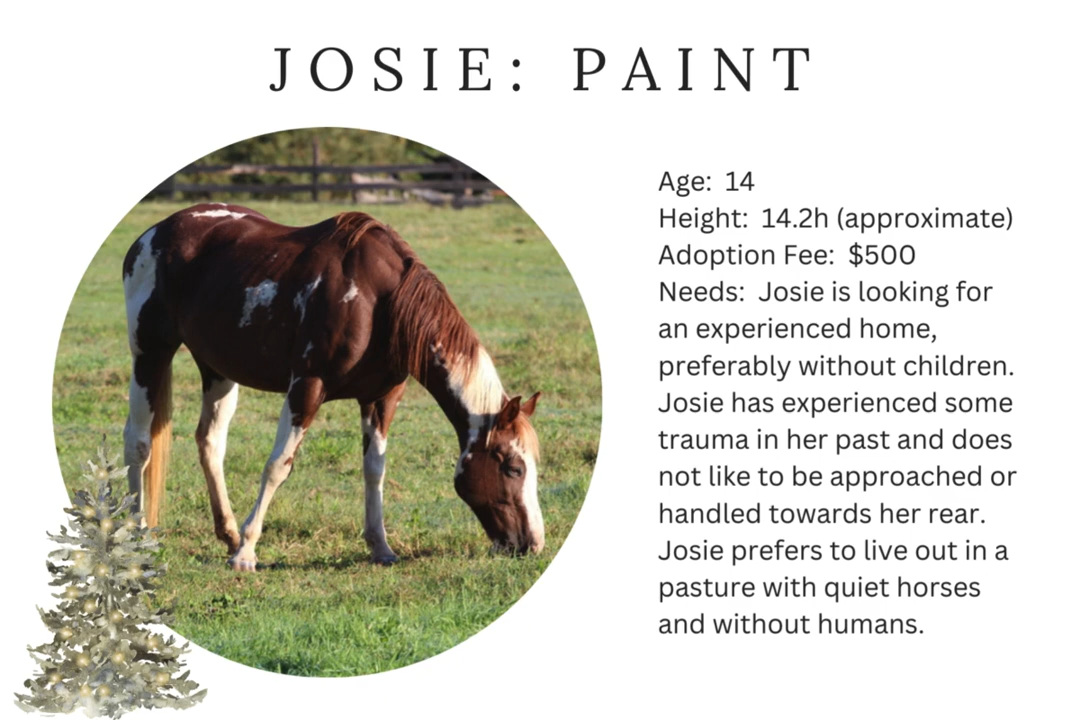 JOSIE: PAINT
Age: 14
Height: 14.2h (approximate)
Adoption Fee: $500
Needs: Josie is looking for
an experienced home,
preferably without children.
Josie has experienced some
trauma in her past and does
not like to be approached or
handled towards her rear.
Josie prefers to live out in a
pasture with quiet horses
and without humans.